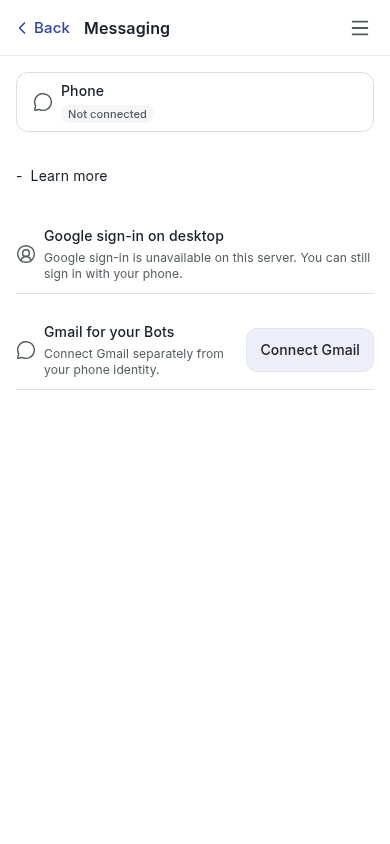 Back Messaging
Phone
Not connected
- Learn more
Google sign-in on desktop
Google sign-in is unavailable on this server. You can still
sign in with your phone.
Gmail for your Bots
Connect Gmail separately from
your phone identity.
Connect Gmail